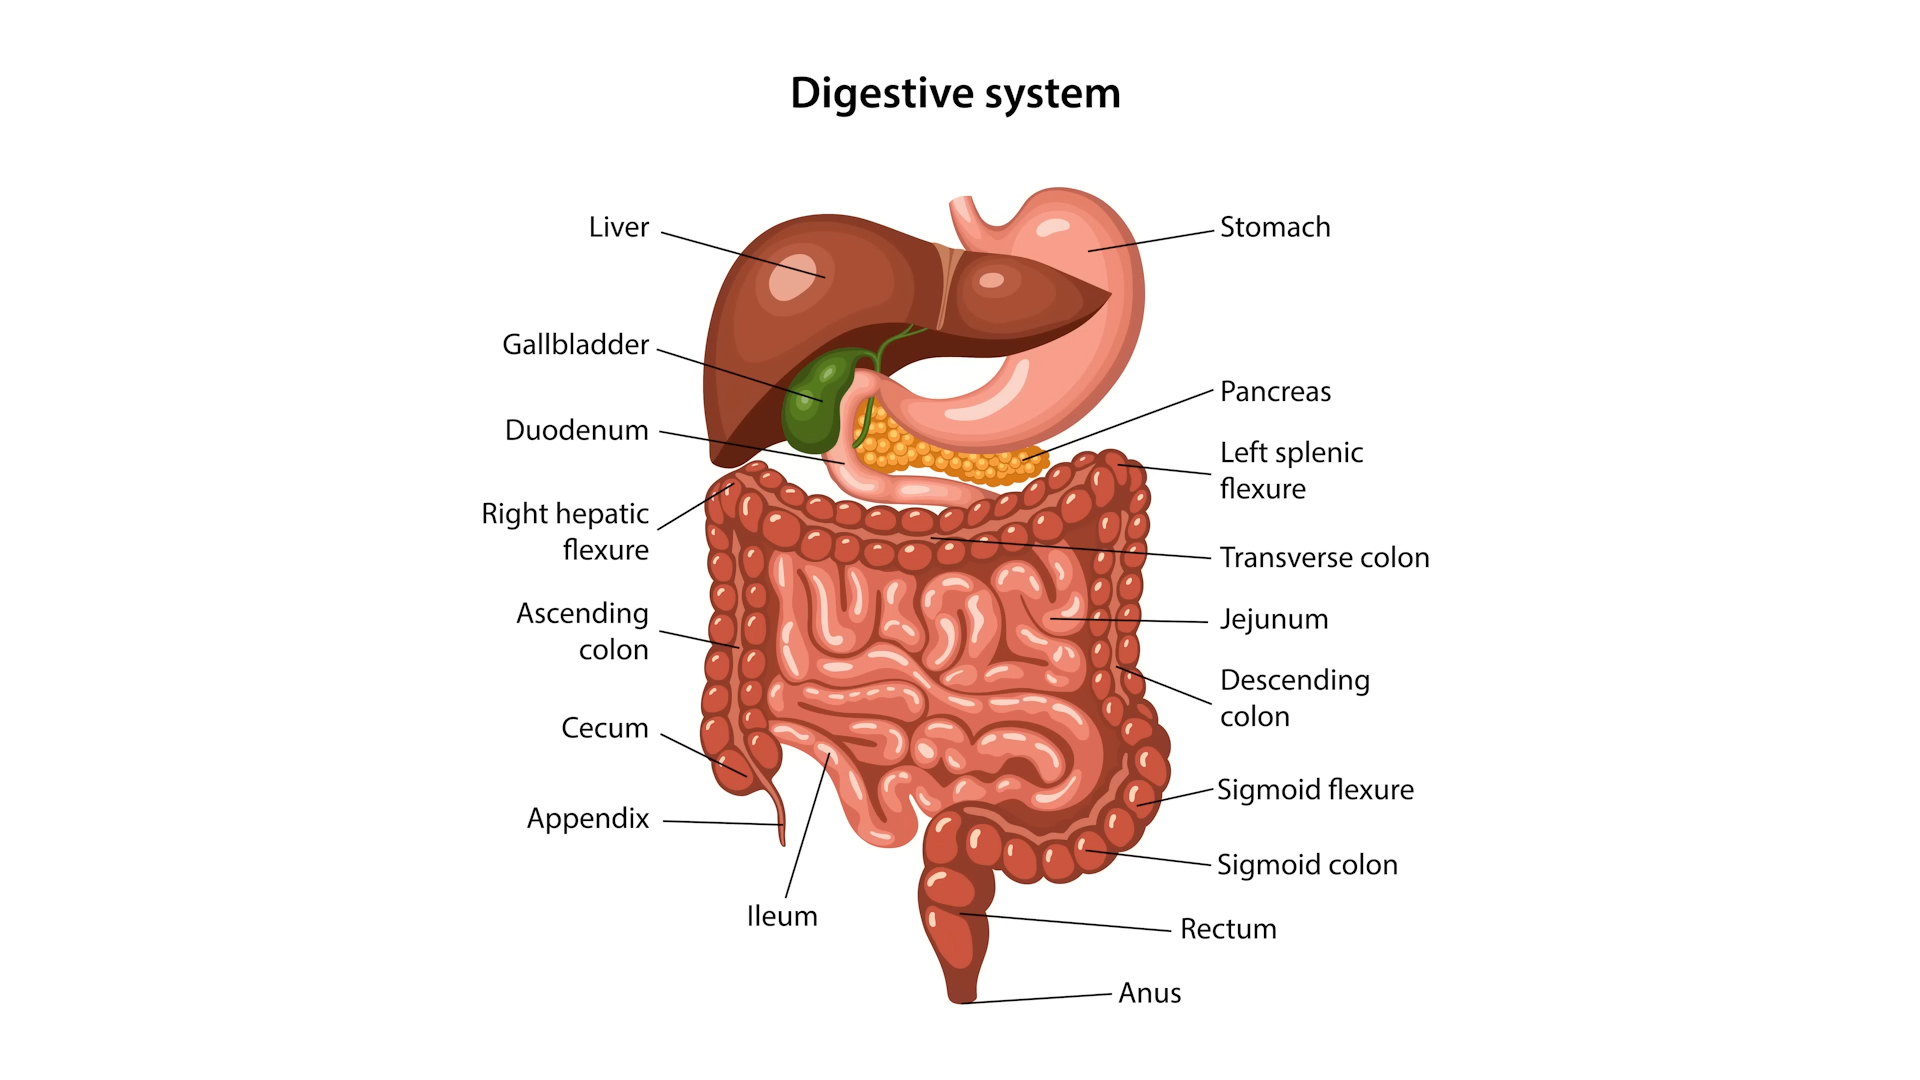 Digestive system
Liver
Gallbladder
Duodenum
Right hepatic
flexure
Ascending
colon
Cecum
Appendix
Ileum
Stomach
Pancreas
Left splenic
flexure
Transverse colon
Jejunum
Descending
colon
Sigmoid flexure
Sigmoid colon
Rectum
Anus